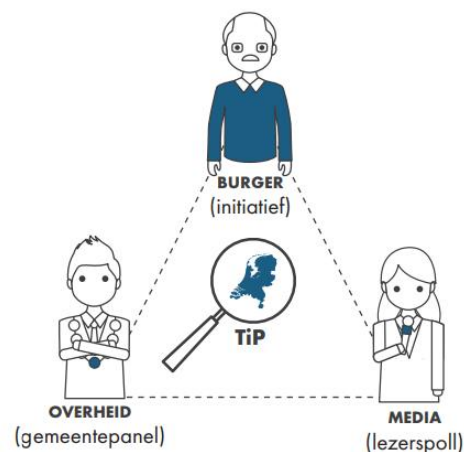 BURGER
(initiatief)
TiP
OVERHEID
(gemeentepanel)
MEDIA
(lezerspoll)